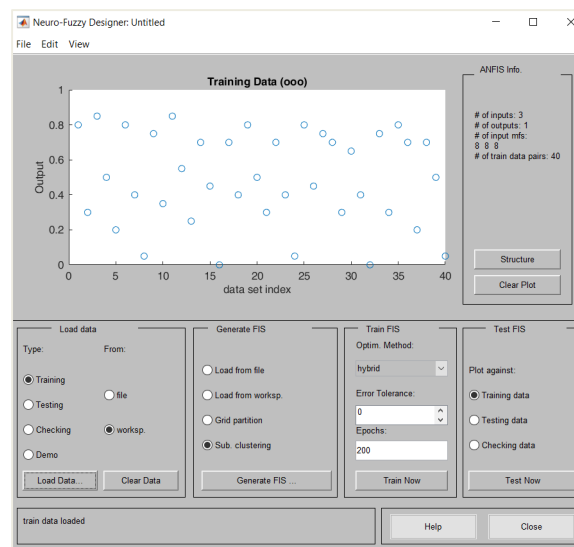 Neuro-Fuzzy Designer: Untitled
File Edit View
Training Data (ooo)
1
0.8
0.6
0.4
0.2
0
Output
0 5 10 15 20 25 30 35 40
data set index
ANFIS Info.
# of inputs: 3
# of outputs: 1
# of input mfs:
8 8 8
# of train data pairs: 40
Structure
Clear Plot
Load data
Type: From:
Training
file
Testing
Checking
worksp.
Demo
Load Data... Clear Data
Generate FIS
Load from file
Load from worksp.
Grid partition
Sub. clustering
Generate FIS ...
Train FIS
Optim. Method:
hybrid
Error Tolerance:
0
Epochs:
200
Train Now
Test FIS
Plot against:
Training data
Testing data
Checking data
Test Now
train data loaded
Help Close